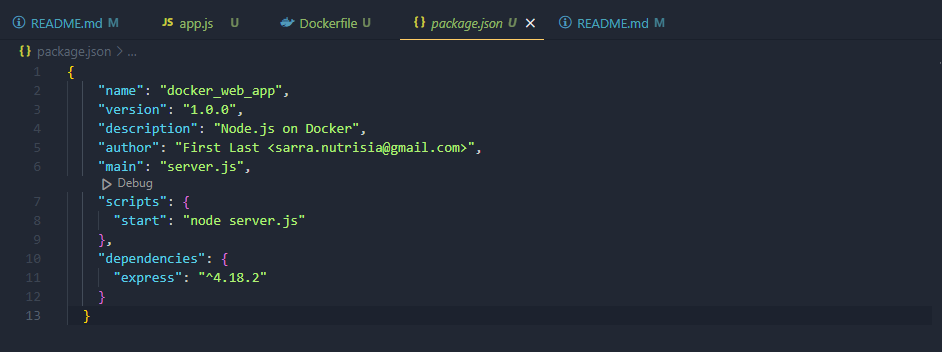 README.md M JS app.js U Dockerfile U {} package.json U × README.md M
{} package.json > ...
1 {
2 "name": "docker_web_app",
3 "version": "1.0.0",
4 "description": "Node.js on Docker",
5 "author": "First Last <sarra.nutrisia@gmail.com>",
6 "main": "server.js",
Debug
7 "scripts": {
8 "start": "node server.js"
9 },
10 "dependencies": {
11 "express": "^4.18.2"
12 }
13 }